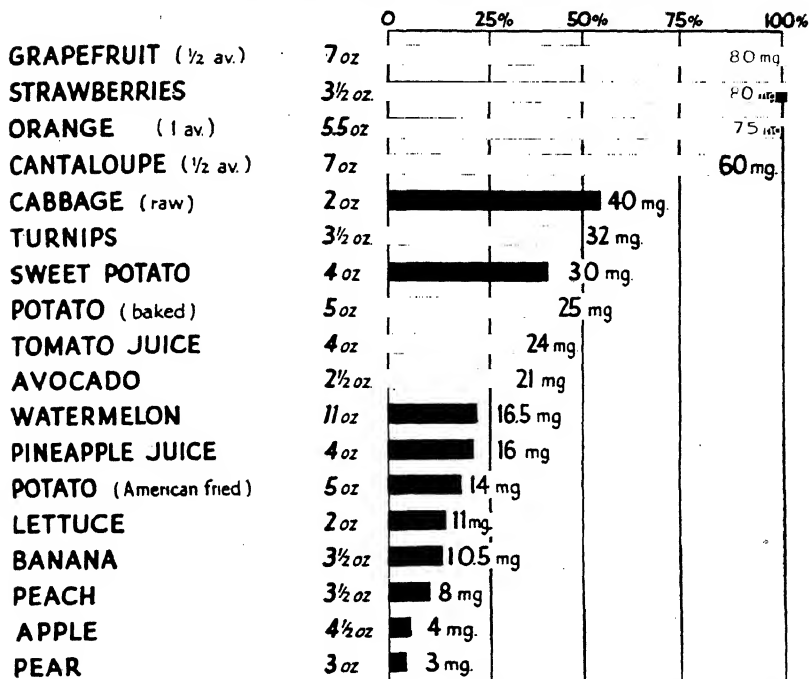 0 25% 50% 75% 100%
GRAPEFRUIT (½ av.) 7 oz 80 mg
STRAWBERRIES 3½ oz. 80 mg
ORANGE (1 av.) 5.5 oz 75 mg
CANTALOUPE (½ av.) 7 oz 60 mg.
CABBAGE (raw) 2 oz 40 mg.
TURNIPS 3½ oz. 32 mg.
SWEET POTATO 4 oz 30 mg.
POTATO (baked) 5 oz 25 mg
TOMATO JUICE 4 oz 24 mg
AVOCADO 2½ oz. 21 mg
WATERMELON 11 oz 16.5 mg
PINEAPPLE JUICE 4 oz 16 mg
POTATO (American fried) 5 oz 14 mg
LETTUCE 2 oz 11 mg
BANANA 3½ oz 10.5 mg
PEACH 3½ oz 8 mg
APPLE 4½ oz 4 mg.
PEAR 3 oz 3 mg.